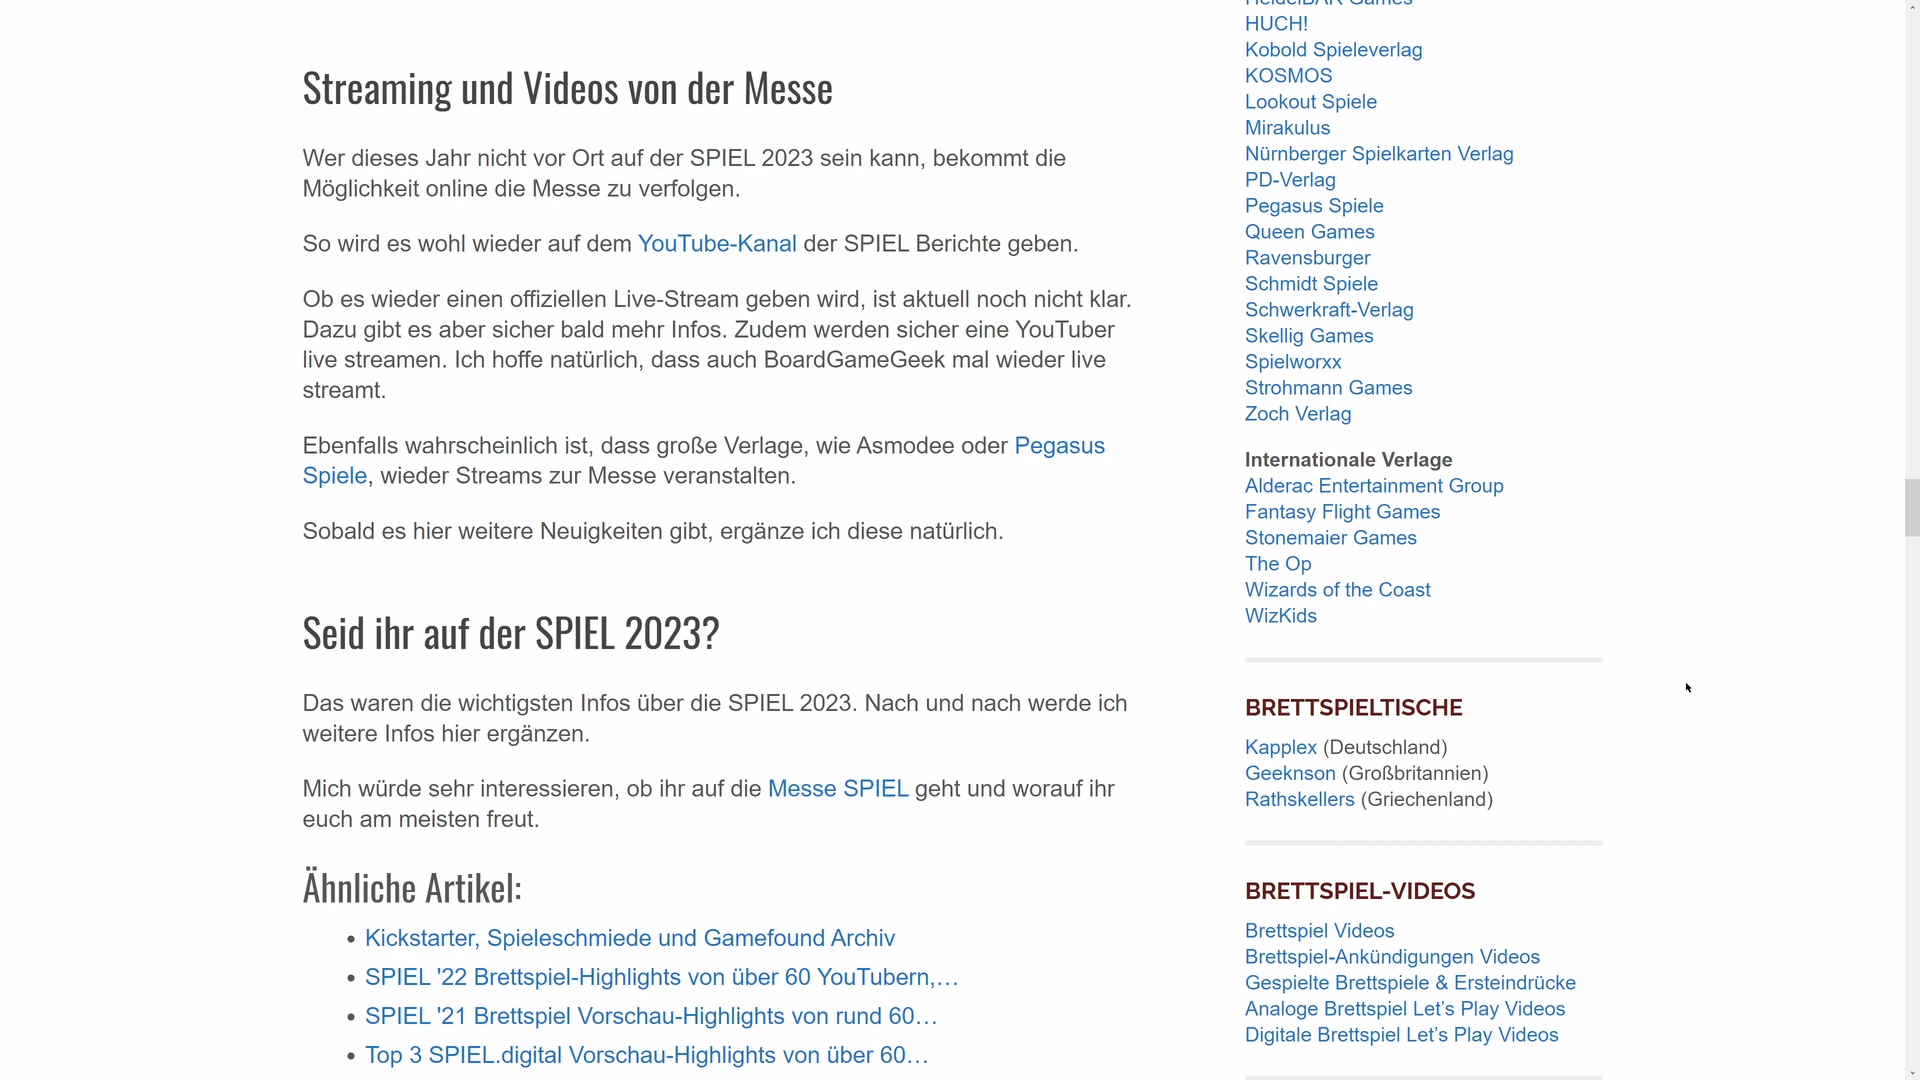 Streaming und Videos von der Messe
Wer dieses Jahr nicht vor Ort auf der SPIEL 2023 sein kann, bekommt die
Möglichkeit online die Messe zu verfolgen.
So wird es wohl wieder auf dem YouTube-Kanal der SPIEL Berichte geben.
Ob es wieder einen offiziellen Live-Stream geben wird, ist aktuell noch nicht klar.
Dazu gibt es aber sicher bald mehr Infos. Zudem werden sicher eine YouTuber
live streamen. Ich hoffe natürlich, dass auch BoardGameGeek mal wieder live
streamt.
Ebenfalls wahrscheinlich ist, dass große Verlage, wie Asmodee oder Pegasus
Spiele, wieder Streams zur Messe veranstalten.
Sobald es hier weitere Neuigkeiten gibt, ergänze ich diese natürlich.
Seid ihr auf der SPIEL 2023?
Das waren die wichtigsten Infos über die SPIEL 2023. Nach und nach werde ich
weitere Infos hier ergänzen.
Mich würde sehr interessieren, ob ihr auf die Messe SPIEL geht und worauf ihr
euch am meisten freut.
Ähnliche Artikel:
• Kickstarter, Spieleschmiede und Gamefound Archiv
• SPIEL '22 Brettspiel-Highlights von über 60 YouTubern,…
• SPIEL '21 Brettspiel Vorschau-Highlights von rund 60…
• Top 3 SPIEL.digital Vorschau-Highlights von über 60…
HeidelBÄR Games
HUCH!
Kobold Spieleverlag
KOSMOS
Lookout Spiele
Mirakulus
Nürnberger Spielkarten Verlag
PD-Verlag
Pegasus Spiele
Queen Games
Ravensburger
Schmidt Spiele
Schwerkraft-Verlag
Skellig Games
Spielworxx
Strohmann Games
Zoch Verlag
Internationale Verlage
Alderac Entertainment Group
Fantasy Flight Games
Stonemaier Games
The Op
Wizards of the Coast
WizKids
BRETTSPIELTISCHE
Kapplex (Deutschland)
Geeknson (Großbritannien)
Rathskellers (Griechenland)
BRETTSPIEL-VIDEOS
Brettspiel Videos
Brettspiel-Ankündigungen Videos
Gespielte Brettspiele & Ersteindrücke
Analoge Brettspiel Let's Play Videos
Digitale Brettspiel Let's Play Videos